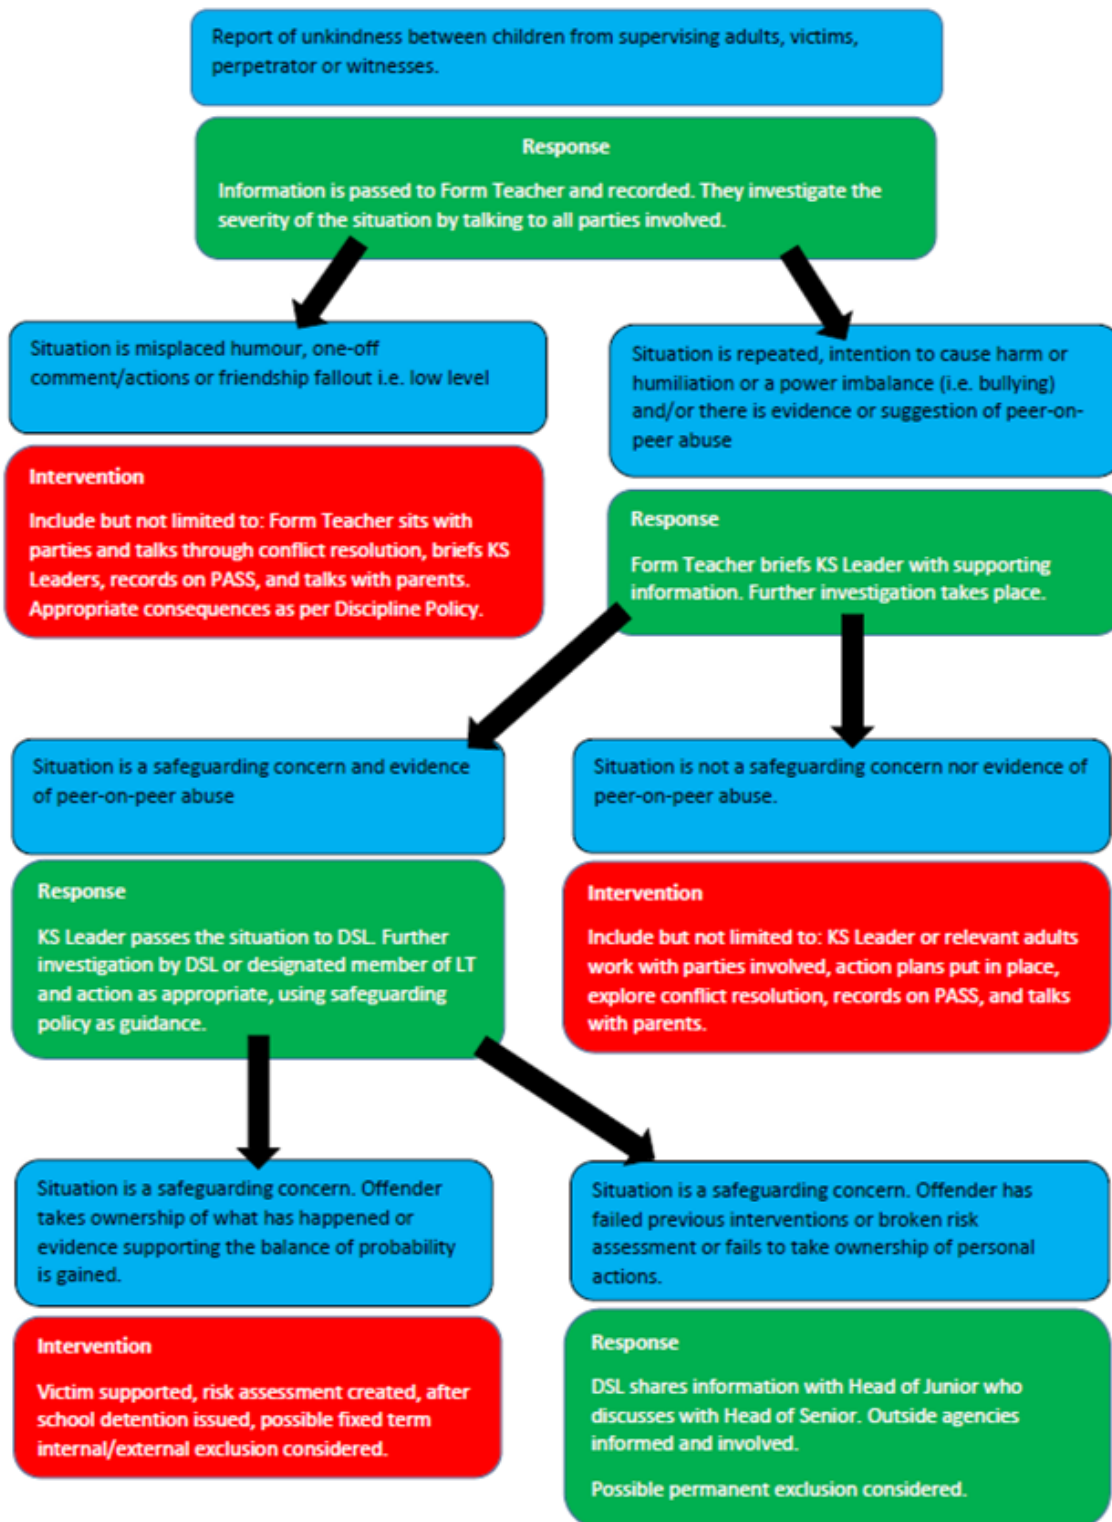 Report of unkindness between children from supervising adults, victims,
perpetrator or witnesses.
Response
Information is passed to Form Teacher and recorded. They investigate the
severity of the situation by talking to all parties involved.
Situation is misplaced humour, one-off
comment/actions or friendship fallout i.e. low level
Intervention
Include but not limited to: Form Teacher sits with
parties and talks through conflict resolution, briefs KS
Leaders, records on PASS, and talks with parents.
Appropriate consequences as per Discipline Policy.
Situation is repeated, intention to cause harm or
humiliation or a power imbalance (i.e. bullying)
and/or there is evidence or suggestion of peer-on-
peer abuse
Response
Form Teacher briefs KS Leader with supporting
information. Further investigation takes place.
Situation is a safeguarding concern and evidence
of peer-on-peer abuse
Response
KS Leader passes the situation to DSL. Further
investigation by DSL or designated member of LT
and action as appropriate, using safeguarding
policy as guidance.
Situation is not a safeguarding concern nor evidence of
peer-on-peer abuse.
Intervention
Include but not limited to: KS Leader or relevant adults
work with parties involved, action plans put in place,
explore conflict resolution, records on PASS, and talks
with parents.
Situation is a safeguarding concern. Offender
takes ownership of what has happened or
evidence supporting the balance of probability
is gained.
Intervention
Victim supported, risk assessment created, after
school detention issued, possible fixed term
internal/external exclusion considered.
Situation is a safeguarding concern. Offender has
failed previous interventions or broken risk
assessment or fails to take ownership of personal
actions.
Response
DSL shares information with Head of Junior who
discusses with Head of Senior. Outside agencies
informed and involved.
Possible permanent exclusion considered.